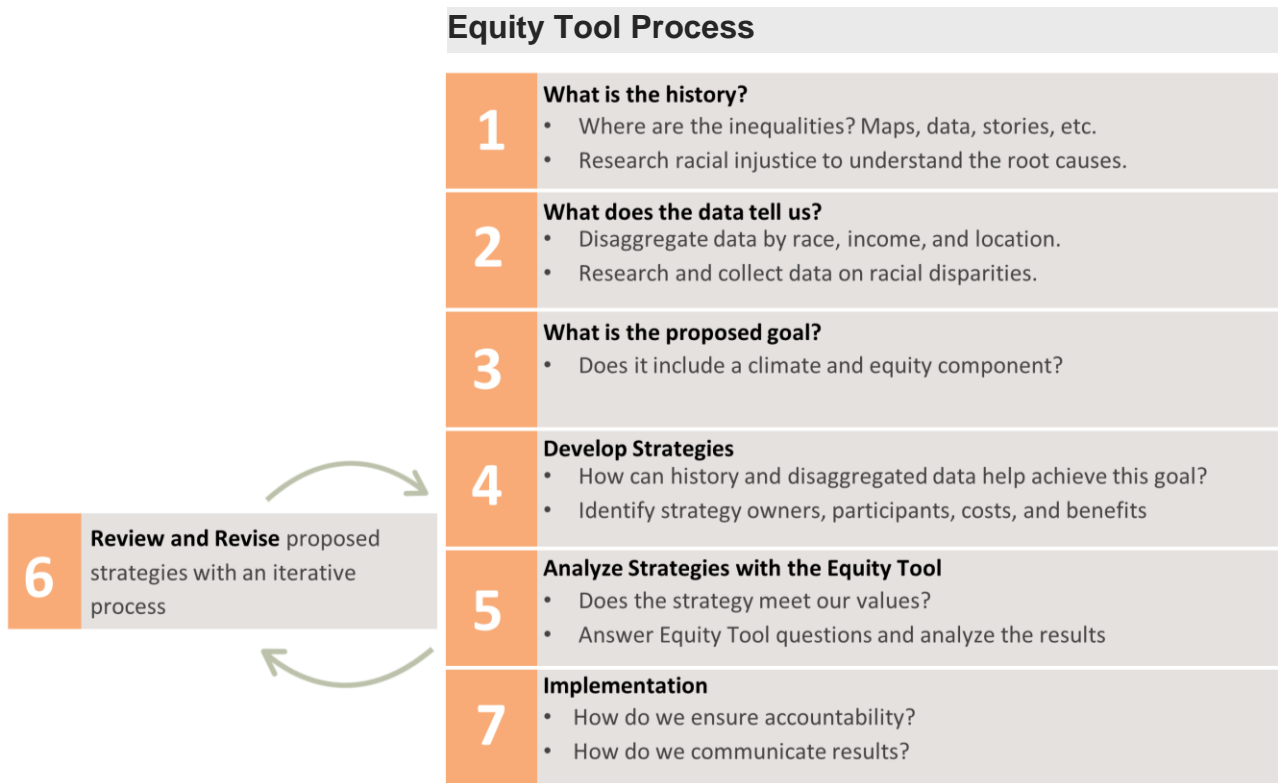 Equity Tool Process
1
What is the history?
• Where are the inequalities? Maps, data, stories, etc.
• Research racial injustice to understand the root causes.
2
What does the data tell us?
• Disaggregate data by race, income, and location.
• Research and collect data on racial disparities.
3
What is the proposed goal?
• Does it include a climate and equity component?
4
Develop Strategies
• How can history and disaggregated data help achieve this goal?
• Identify strategy owners, participants, costs, and benefits
5
Analyze Strategies with the Equity Tool
• Does the strategy meet our values?
• Answer Equity Tool questions and analyze the results
6
Review and Revise proposed
strategies with an iterative
process
7
Implementation
• How do we ensure accountability?
• How do we communicate results?